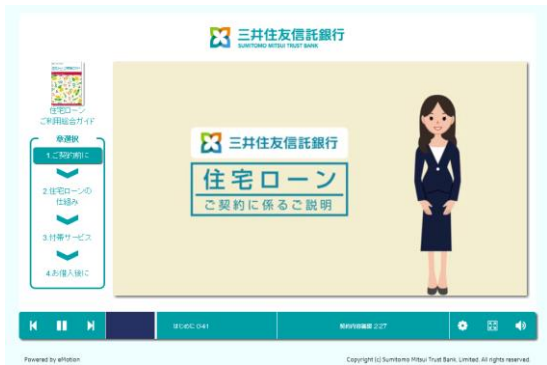 三井住友信託銀行
SUMITOMO MITSUI TRUST BANK
住宅ローン
ご利用総合ガイド
章選択
1.ご契約前に
2.住宅ローンの
仕組み
3.付帯サービス
4.お借入後に
三井住友信託銀行
住宅ローン
ご契約に係るご説明
はじめに 0:41
契約内容確認 2:27
Powered by eMotion
Copyright (c) Sumitomo Mitsui Trust Bank, Limited. All rights reserved.